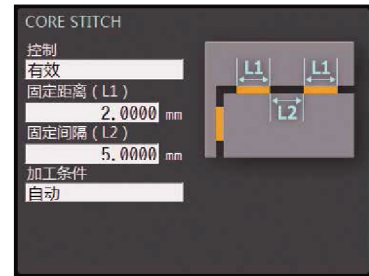 CORE STITCH
控制
有效
固定距离 ( L1 )
2.0000 mm
固定间隔 ( L2 )
5.0000 mm
加工条件
自动
L1 L1
L2